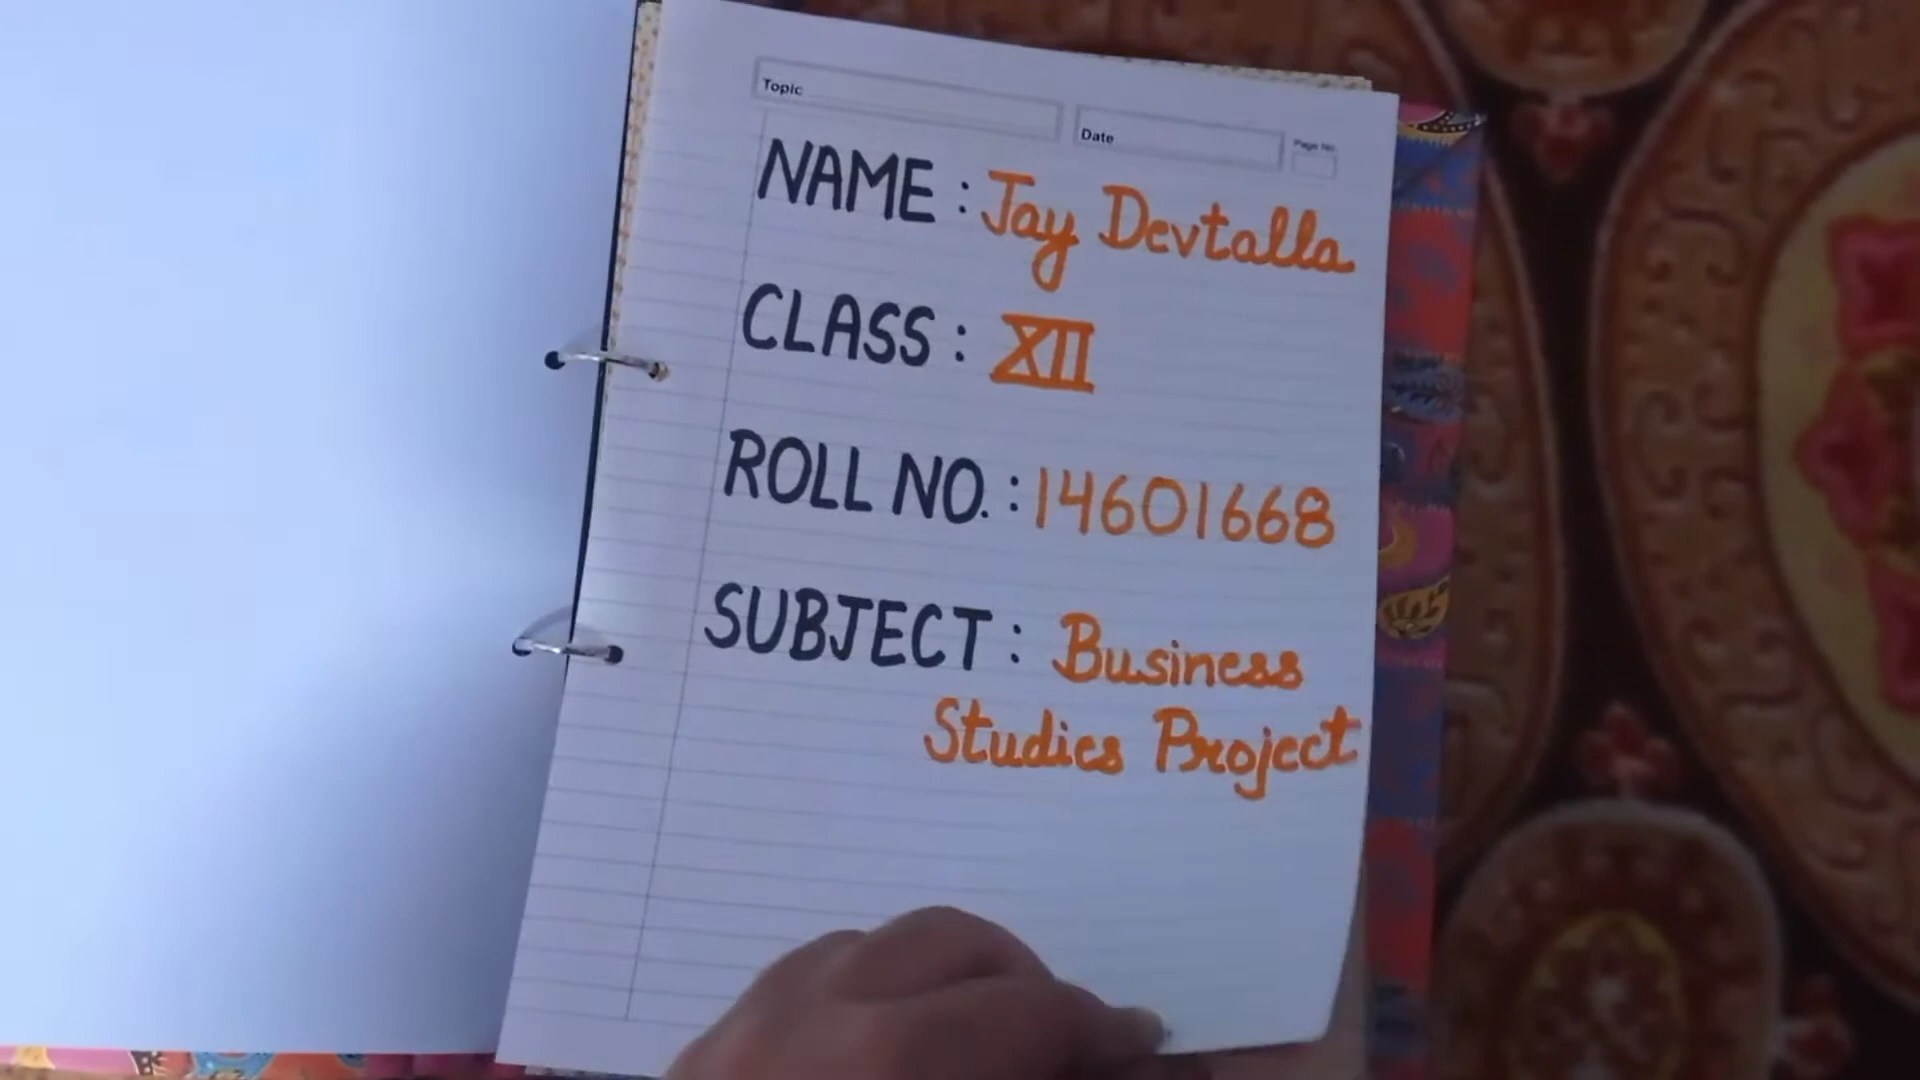 Topic Date Page No.
NAME : Jay Devtalla
CLASS : XII
ROLL NO. : 14601668
SUBJECT : Business
Studies Project